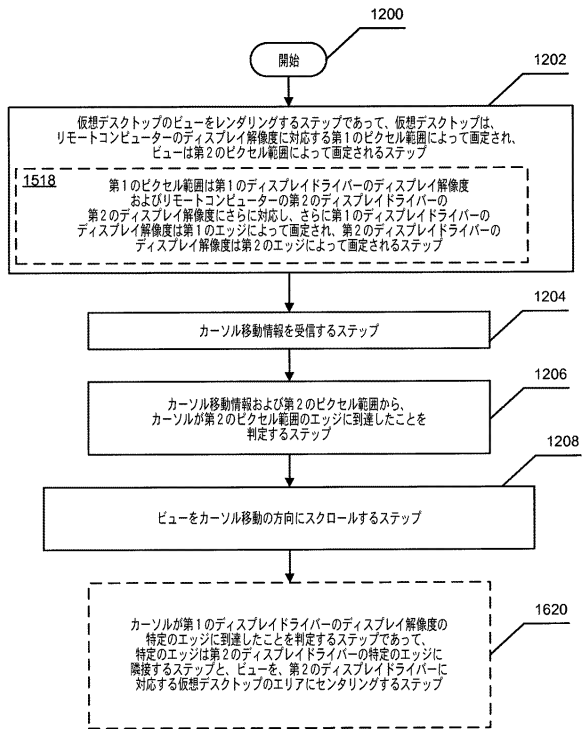 1200
開始
1202
仮想デスクトップのビューをレンダリングするステップであって、仮想デスクトップは、
リモートコンピューターのディスプレイ解像度に対応する第1のピクセル範囲によって画定され、
ビューは第2のピクセル範囲によって画定されるステップ
1518
第1のピクセル範囲は第1のディスプレイドライバーのディスプレイ解像度
およびリモートコンピューターの第2のディスプレイドライバーの
第2のディスプレイ解像度にさらに対応し、さらに第1のディスプレイドライバーの
ディスプレイ解像度は第1のエッジによって画定され、第2のディスプレイドライバーの
ディスプレイ解像度は第2のエッジによって画定されるステップ
1204
カーソル移動情報を受信するステップ
1206
カーソル移動情報および第2のピクセル範囲から、
カーソルが第2のピクセル範囲のエッジに到達したことを
判定するステップ
1208
ビューをカーソル移動の方向にスクロールするステップ
カーソルが第1のディスプレイドライバーのディスプレイ解像度の
特定のエッジに到達したことを判定するステップであって、
特定のエッジは第2のディスプレイドライバーの特定のエッジに
隣接するステップと、ビューを、第2のディスプレイドライバーに
対応する仮想デスクトップのエリアにセンタリングするステップ
1620